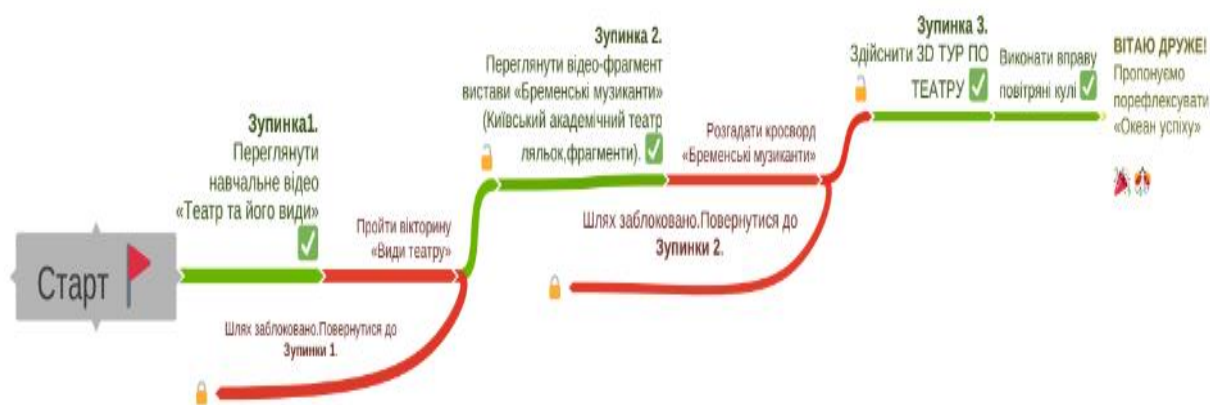 Старт
Зупинка1.
Переглянути
навчальне відео
«Театр та його види»
Пройти вікторину
«Види театру»
Шлях заблоковано.Повернутися до
Зупинки 1.
Зупинка 2.
Переглянути відео-фрагмент
вистави «Бременські музиканти»
(Київський академічний театр
ляльок,фрагменти).
Розгадати кросворд
«Бременські музиканти»
Шлях заблоковано.Повернутися до
Зупинки 2.
Зупинка 3.
Здійснити 3D ТУР ПО
ТЕАТРУ
Виконати вправу
повітряні кулі
ВІТАЮ ДРУЖЕ!
Пропонуємо
порефлексувати
«Океан успіху»